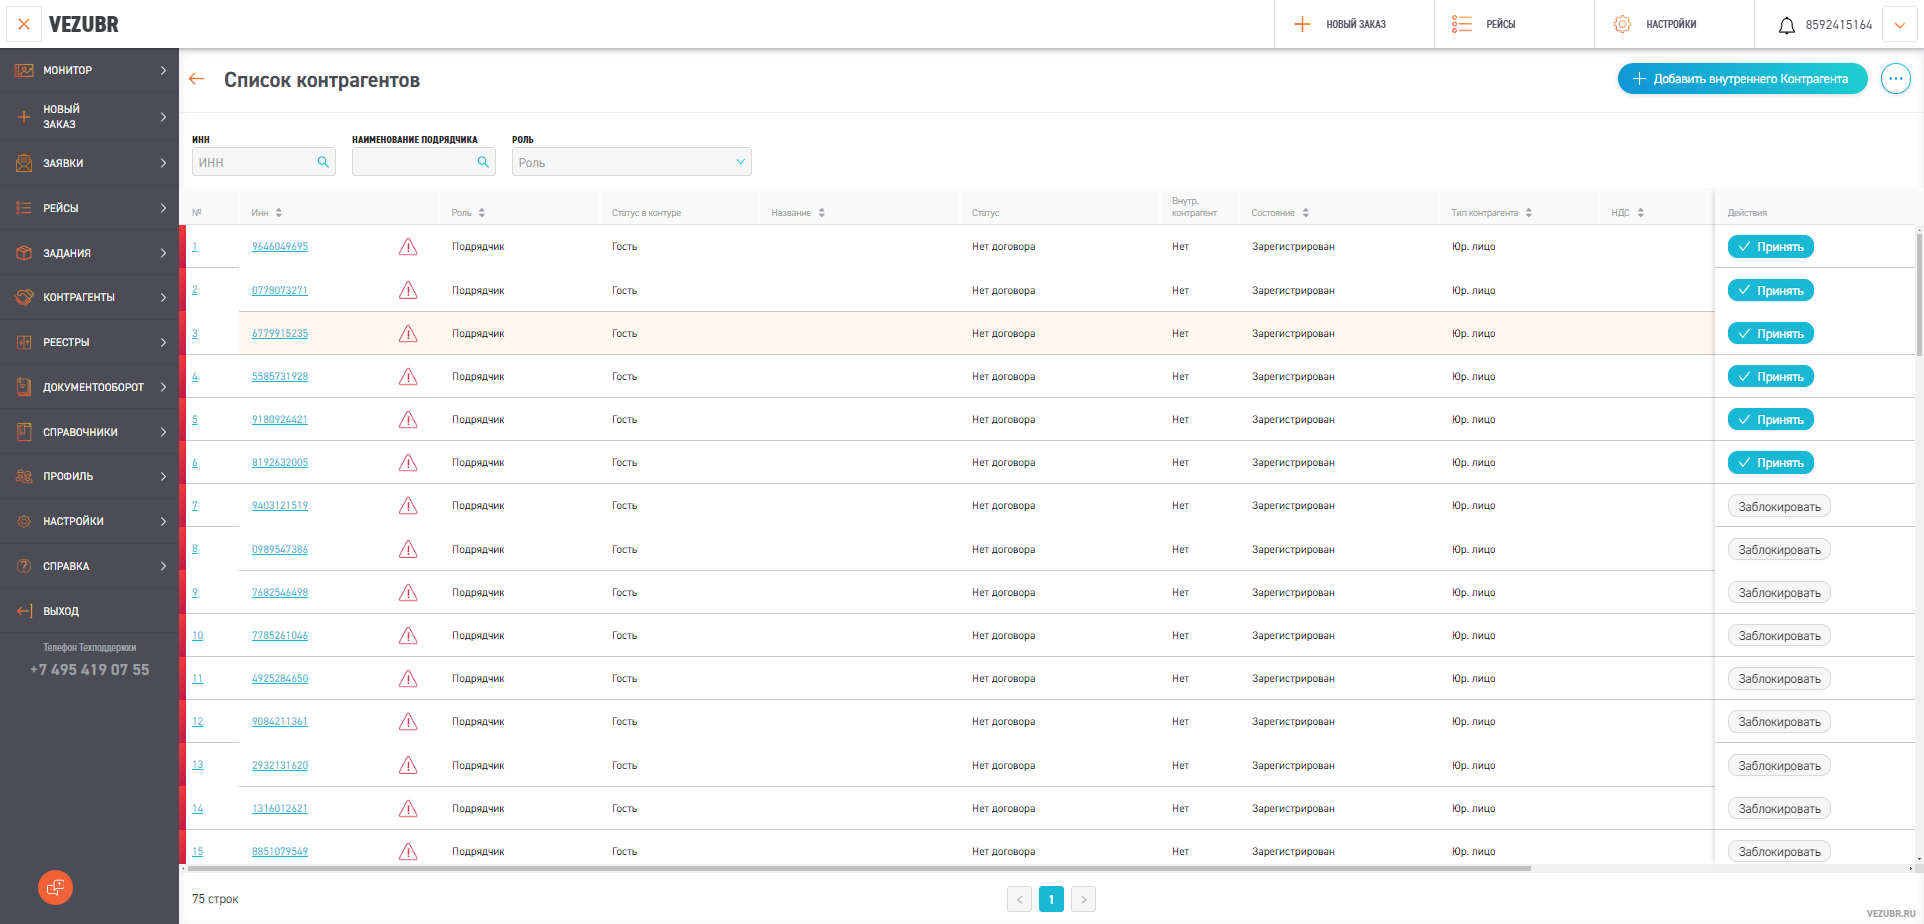 VEZUBR
НОВЫЙ ЗАКАЗ
РЕЙСЫ
НАСТРОЙКИ
8592415164
МОНИТОР
НОВЫЙ
ЗАКАЗ
ЗАЯВКИ
РЕЙСЫ
ЗАДАНИЯ
КОНТРАГЕНТЫ
РЕЕСТРЫ
ДОКУМЕНТООБОРОТ
СПРАВОЧНИКИ
ПРОФИЛЬ
НАСТРОЙКИ
СПРАВКА
ВЫХОД
Телефон Техподдержки
+7 495 419 07 55
Список контрагентов
Добавить внутреннего Контрагента
ИНН НАИМЕНОВАНИЕ ПОДРЯДЧИКА РОЛЬ
ИНН Роль
№ Инн Роль Статус в контуре Название Статус Внутр. контрагент Состояние Тип контрагента НДС Действия
1 9646049695 Подрядчик Гость Нет договора Нет Зарегистрирован Юр. лицо Принять
2 0778073271 Подрядчик Гость Нет договора Нет Зарегистрирован Юр. лицо Принять
3 6779915235 Подрядчик Гость Нет договора Нет Зарегистрирован Юр. лицо Принять
4 5585731928 Подрядчик Гость Нет договора Нет Зарегистрирован Юр. лицо Принять
5 9180924421 Подрядчик Гость Нет договора Нет Зарегистрирован Юр. лицо Принять
6 8192632005 Подрядчик Гость Нет договора Нет Зарегистрирован Юр. лицо Принять
7 9403121519 Подрядчик Гость Нет договора Нет Зарегистрирован Юр. лицо Заблокировать
8 0989547386 Подрядчик Гость Нет договора Нет Зарегистрирован Юр. лицо Заблокировать
9 7682546498 Подрядчик Гость Нет договора Нет Зарегистрирован Юр. лицо Заблокировать
10 7785261046 Подрядчик Гость Нет договора Нет Зарегистрирован Юр. лицо Заблокировать
11 4925284650 Подрядчик Гость Нет договора Нет Зарегистрирован Юр. лицо Заблокировать
12 9084211361 Подрядчик Гость Нет договора Нет Зарегистрирован Юр. лицо Заблокировать
13 2932131620 Подрядчик Гость Нет договора Нет Зарегистрирован Юр. лицо Заблокировать
14 1316012621 Подрядчик Гость Нет договора Нет Зарегистрирован Юр. лицо Заблокировать
15 8851079549 Подрядчик Гость Нет договора Нет Зарегистрирован Юр. лицо Заблокировать
75 строк
< 1 >
VEZUBR.RU